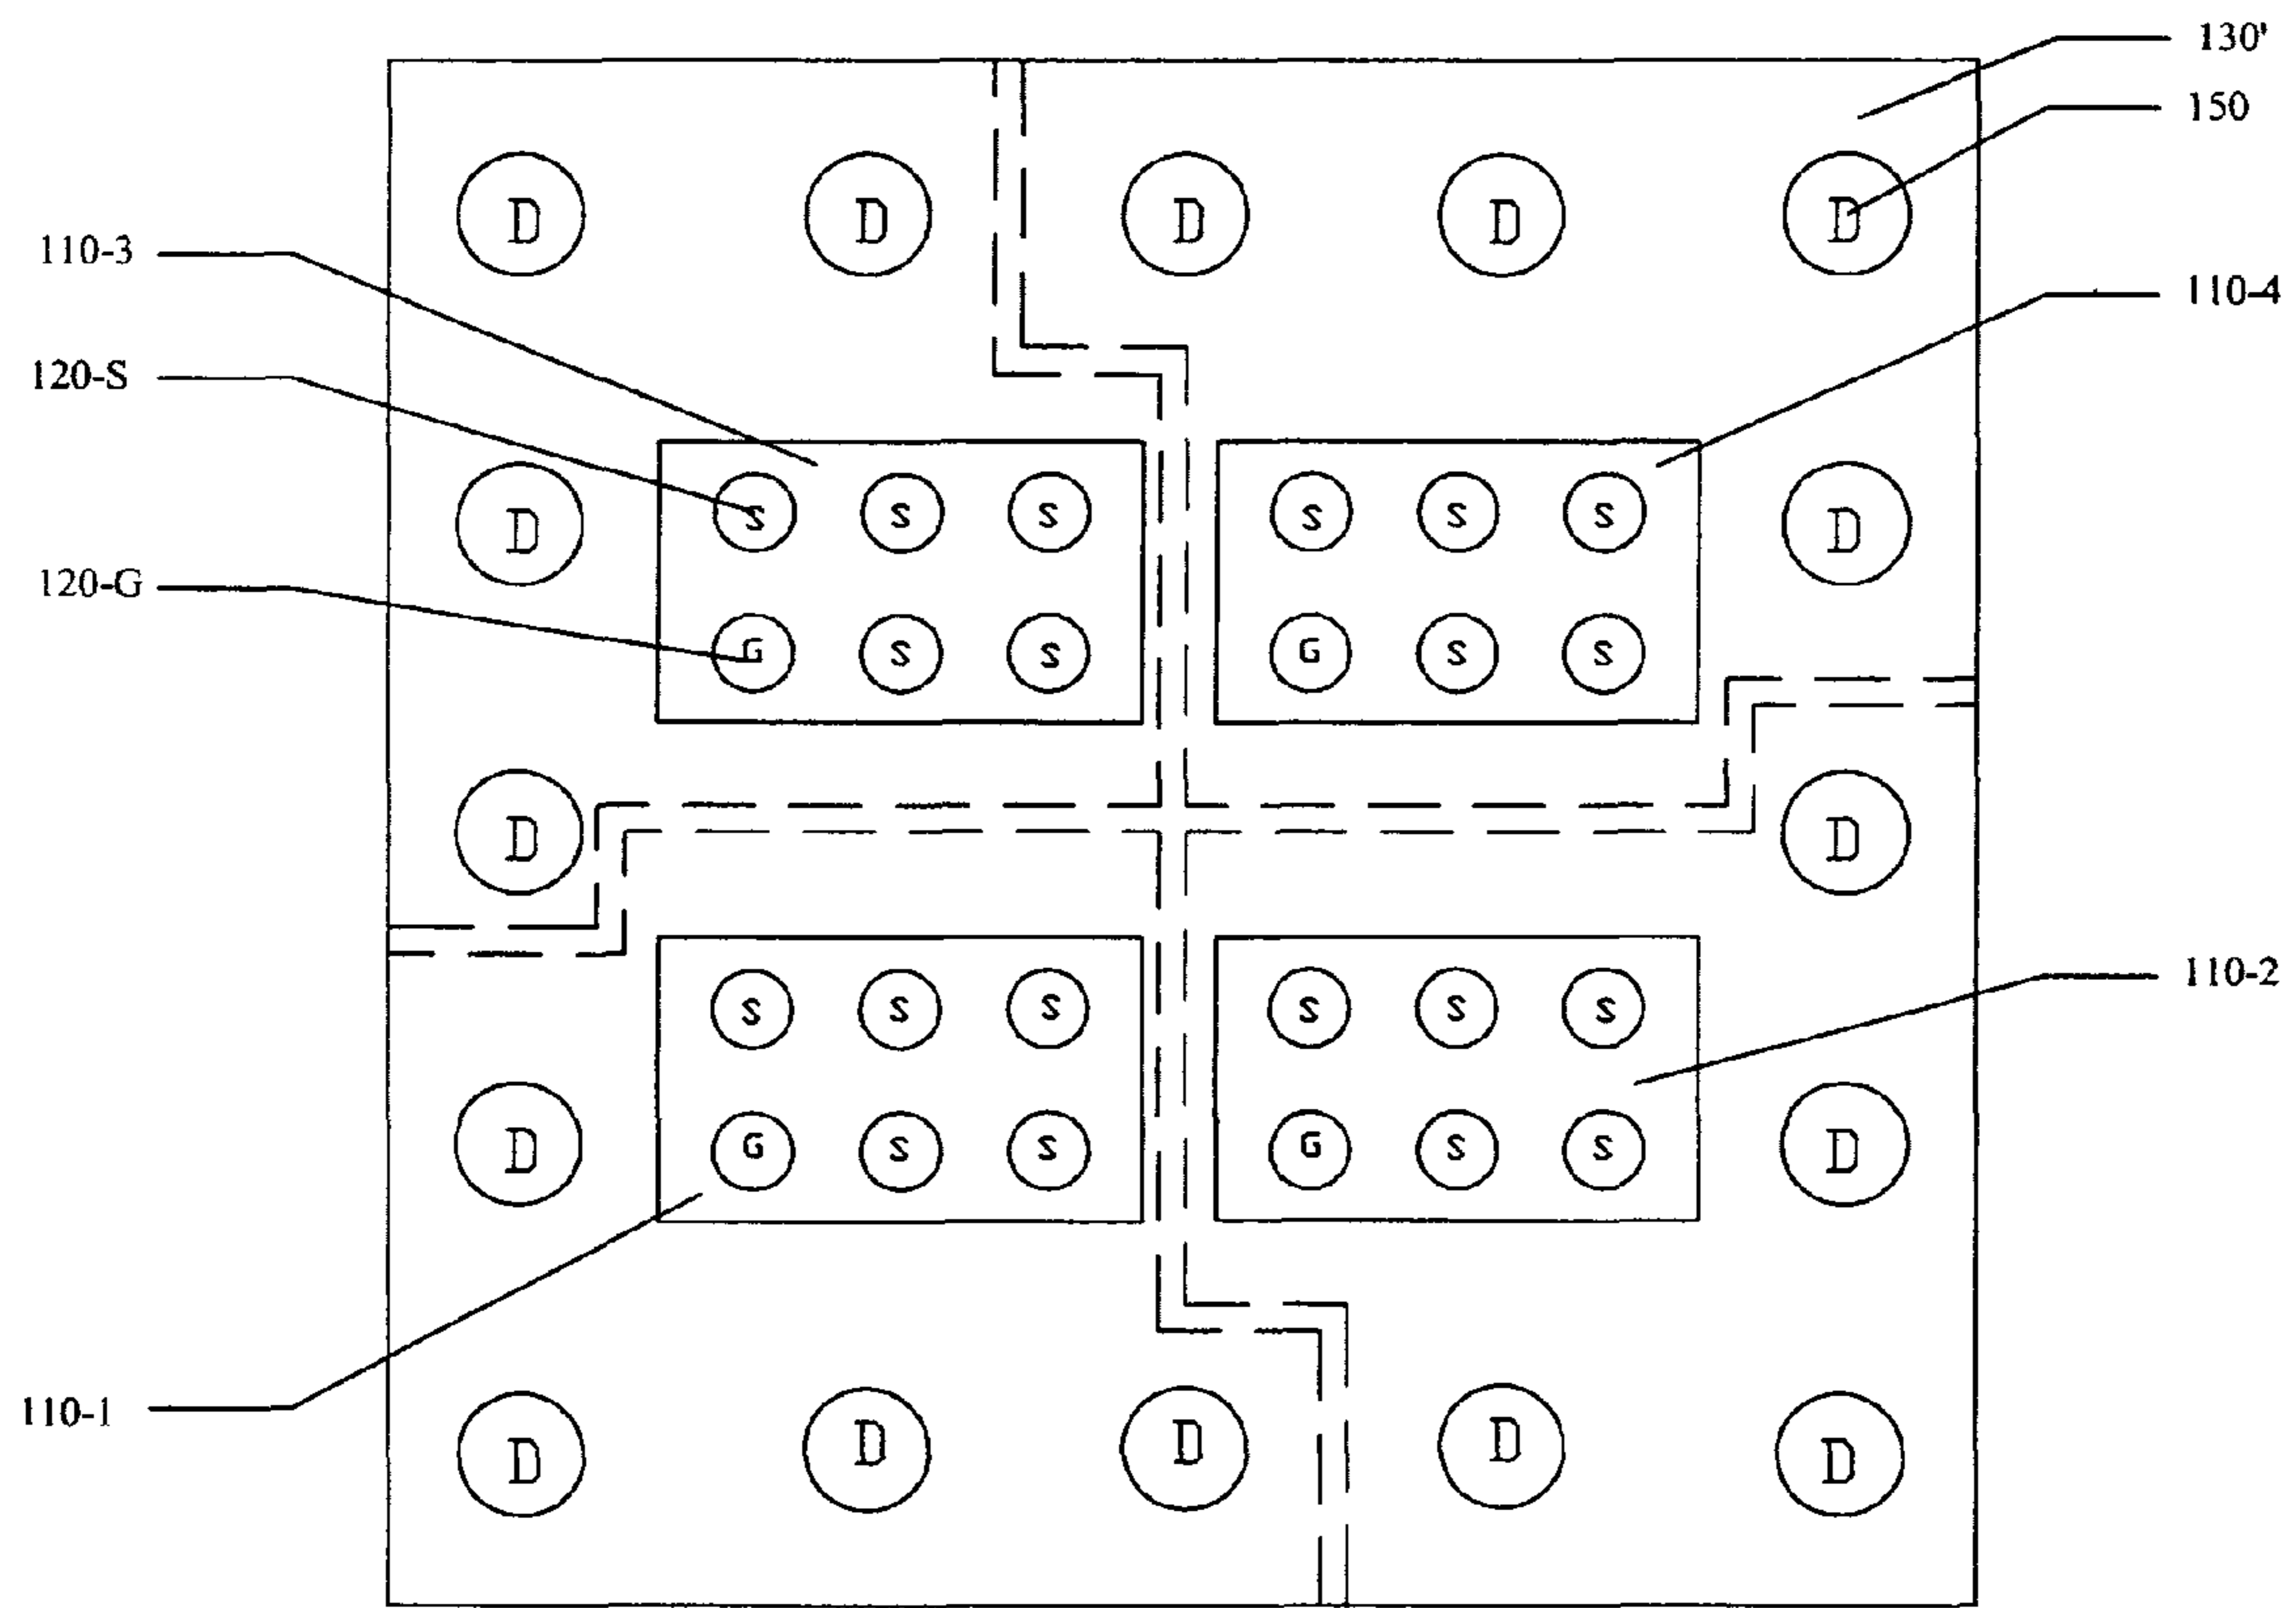 130'
150
D D D D D
110-3
110-4
120-S
S S S S S S
D D
120-G
G S S G S S
D D
110-2
S S S S S S
D G S S G S S D
110-1
D D D D D